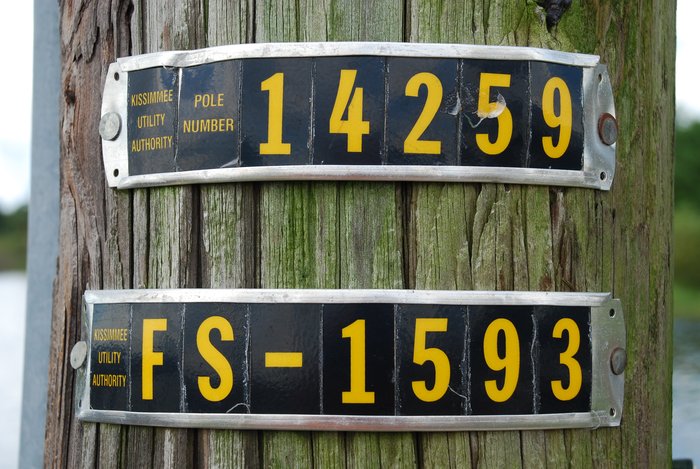 KISSIMMEE
UTILITY
AUTHORITY
POLE
NUMBER
14259
KISSIMMEE
UTILITY
AUTHORITY
FS-1593